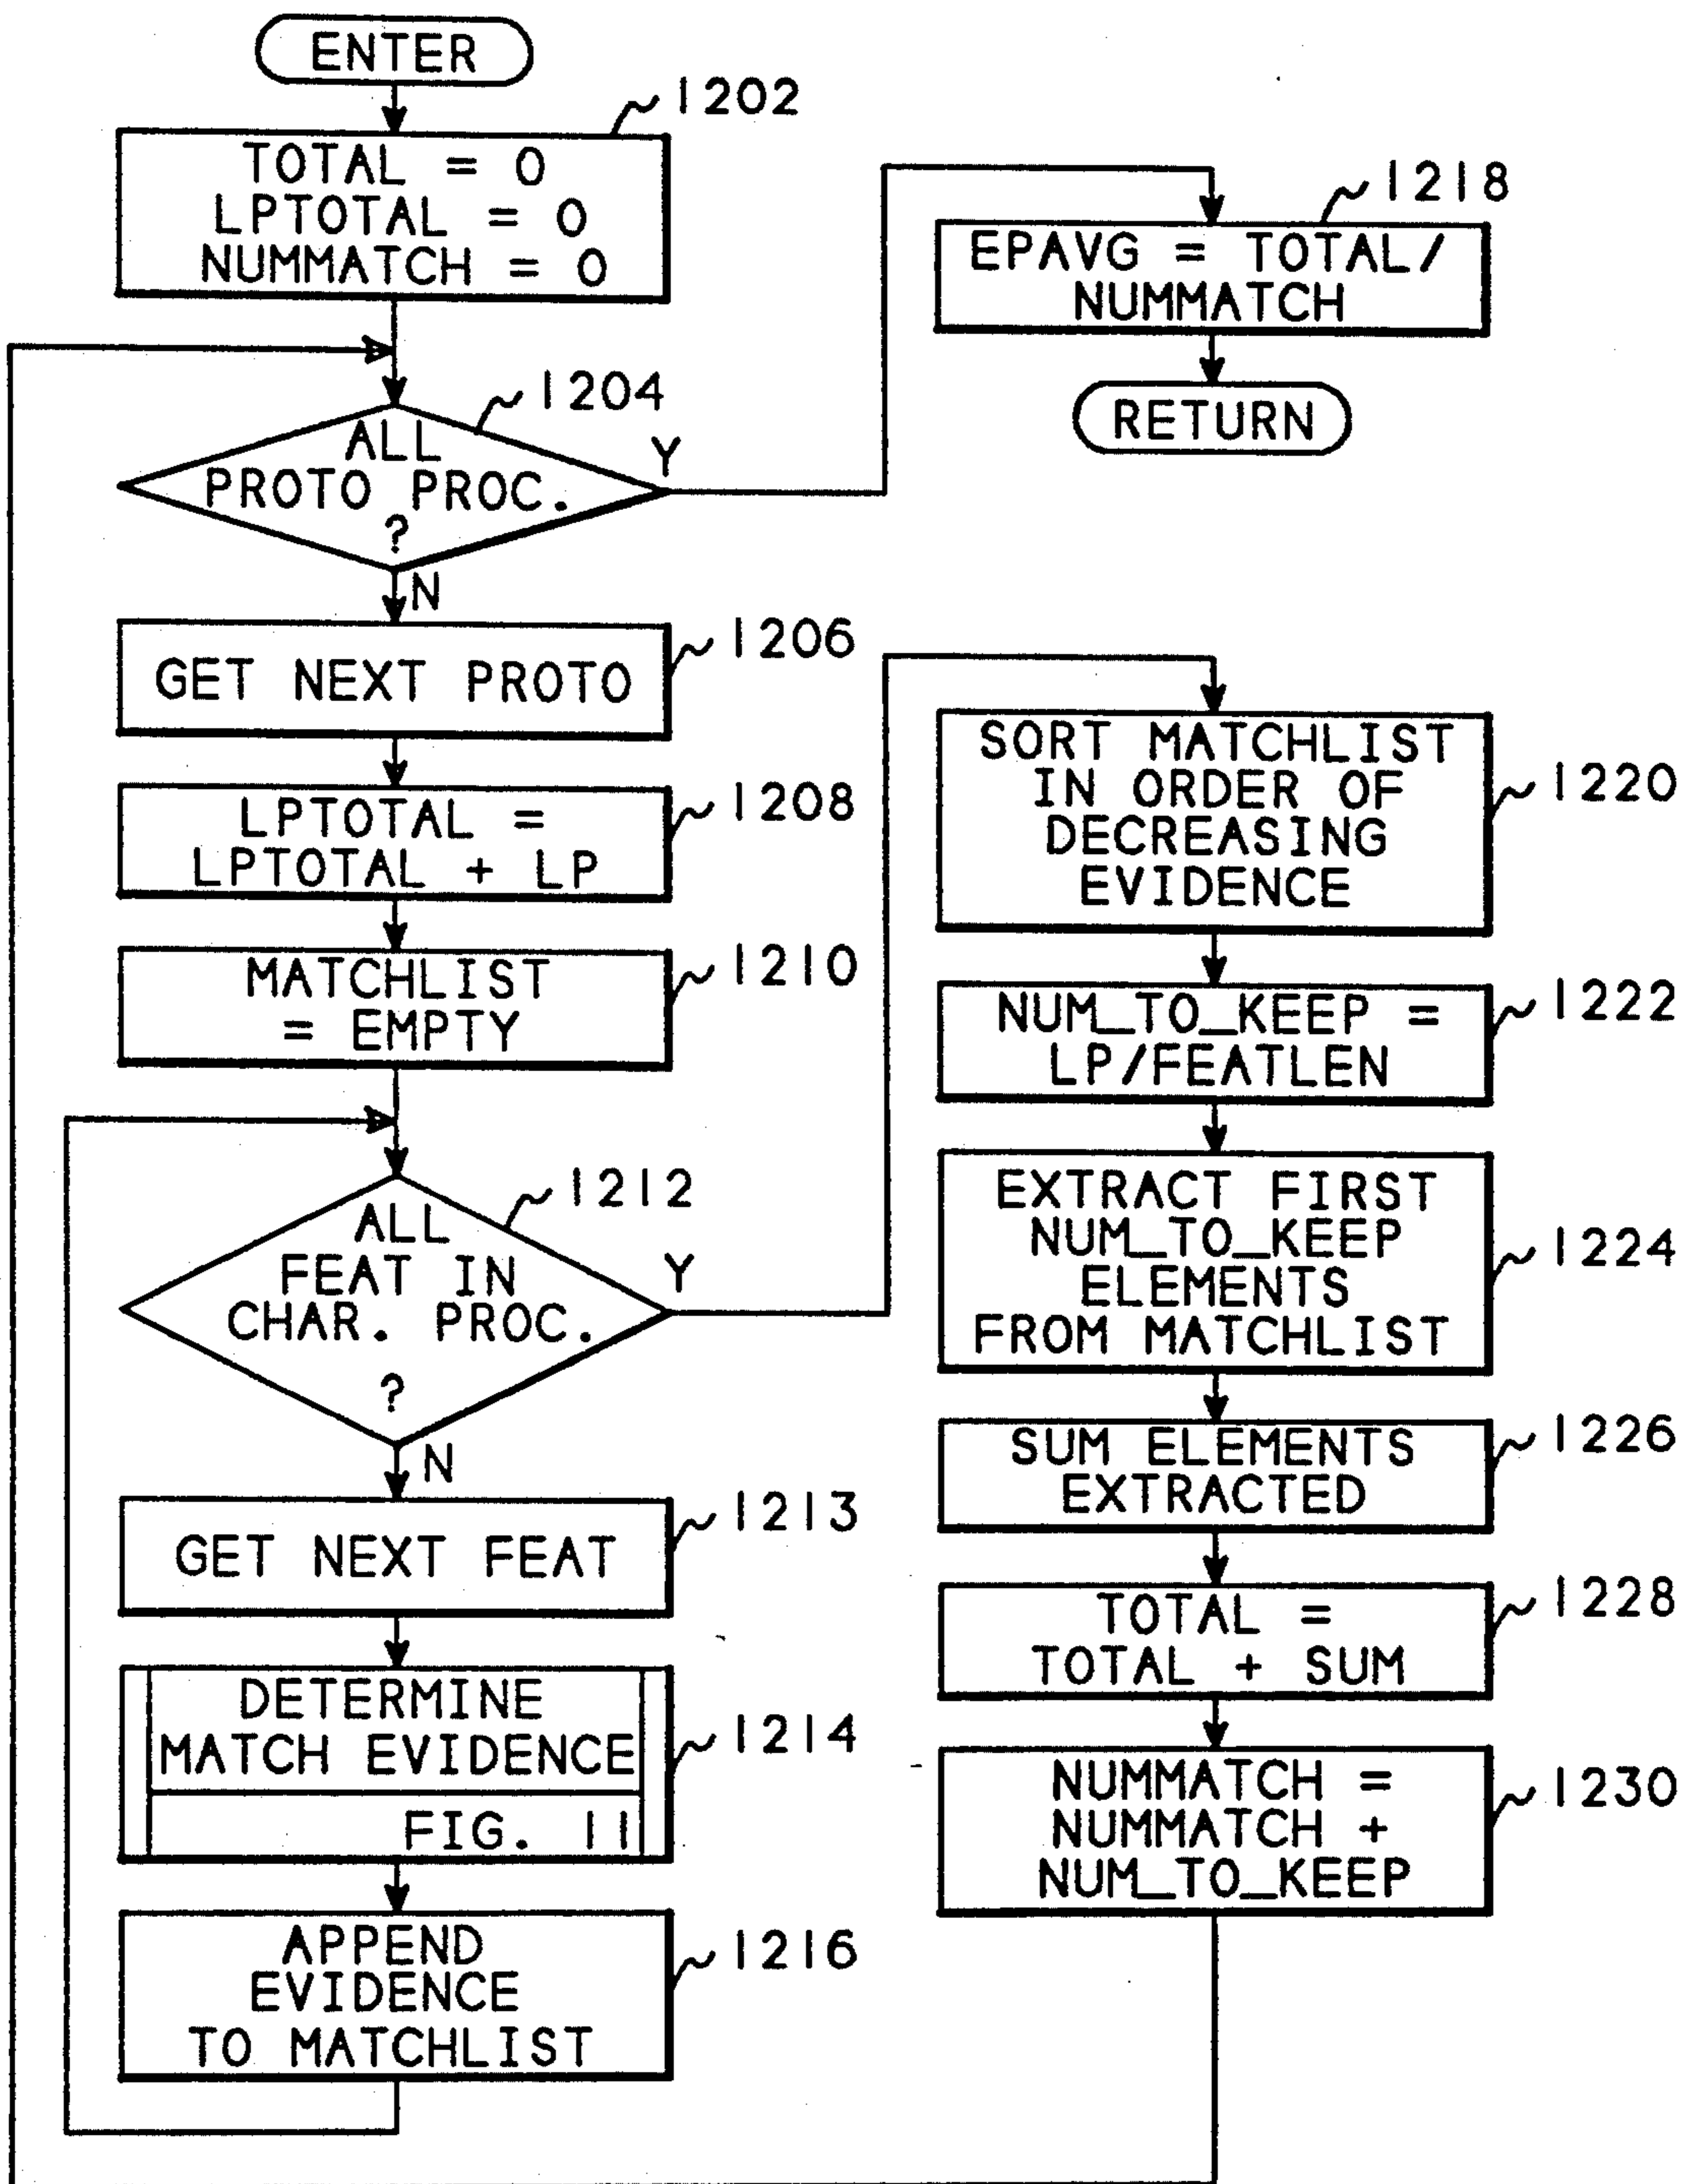 ENTER
1202
TOTAL = 0
LPTOTAL = 0
NUMMATCH = 0
1204
ALL
PROTO PROC.
?
Y
N
1206
GET NEXT PROTO
1208
LPTOTAL =
LPTOTAL + LP
1210
MATCHLIST
= EMPTY
1212
ALL
FEAT IN
CHAR. PROC.
?
Y
N
1213
GET NEXT FEAT
1214
DETERMINE
MATCH EVIDENCE
FIG. 11
1216
APPEND
EVIDENCE
TO MATCHLIST
1218
EPAVG = TOTAL/
NUMMATCH
RETURN
1220
SORT MATCHLIST
IN ORDER OF
DECREASING
EVIDENCE
1222
NUM_TO_KEEP =
LP/FEATLEN
1224
EXTRACT FIRST
NUM_TO_KEEP
ELEMENTS
FROM MATCHLIST
1226
SUM ELEMENTS
EXTRACTED
1228
TOTAL =
TOTAL + SUM
1230
NUMMATCH =
NUMMATCH +
NUM_TO_KEEP